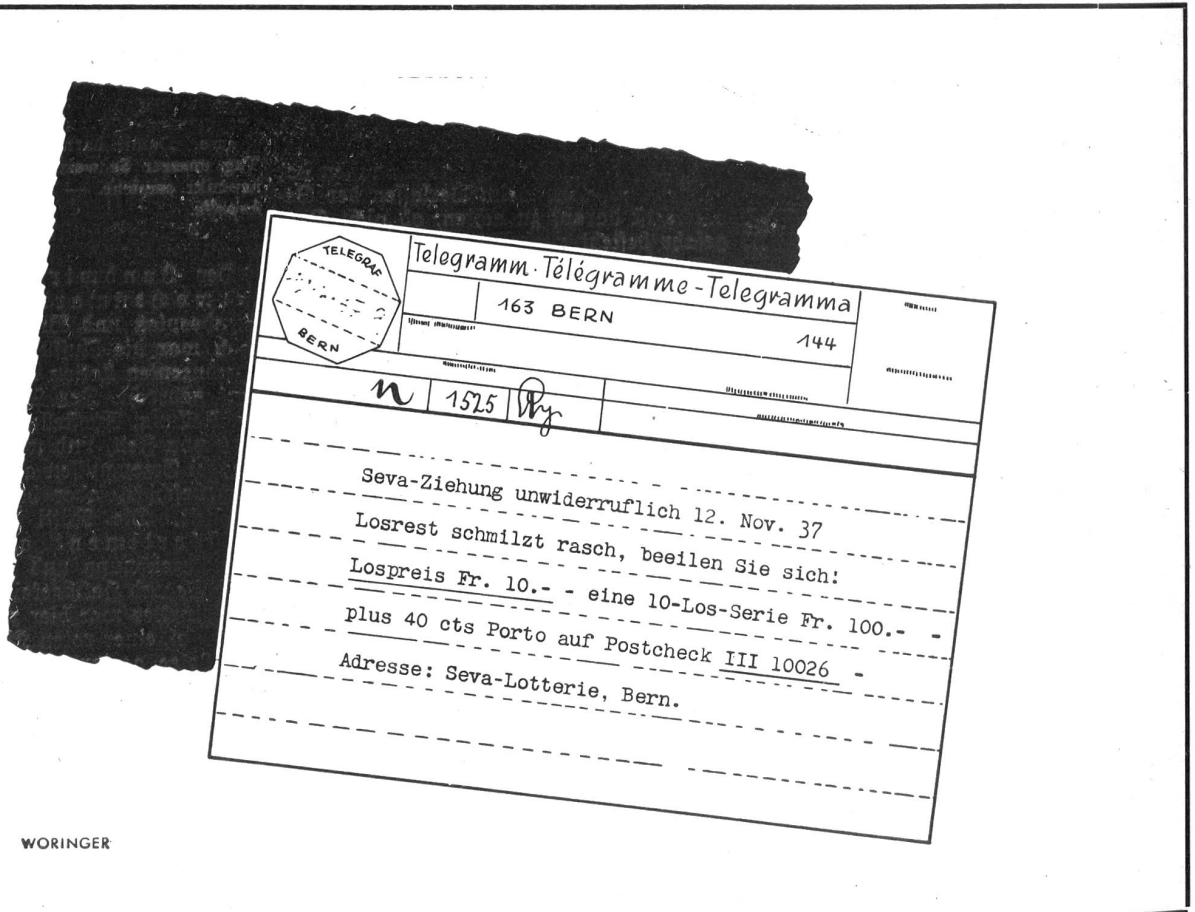 Telegramm · Télégramme - Telegramma
TELEGRAF
BERN
163 BERN
144
n 1525
Seva-Ziehung unwiderruflich 12. Nov. 37
Losrest schmilzt rasch, beeilen Sie sich:
Lospreis Fr. 10.- - eine 10-Los-Serie Fr. 100.- -
plus 40 cts Porto auf Postcheck III 10026 -
Adresse: Seva-Lotterie, Bern.
WORINGER